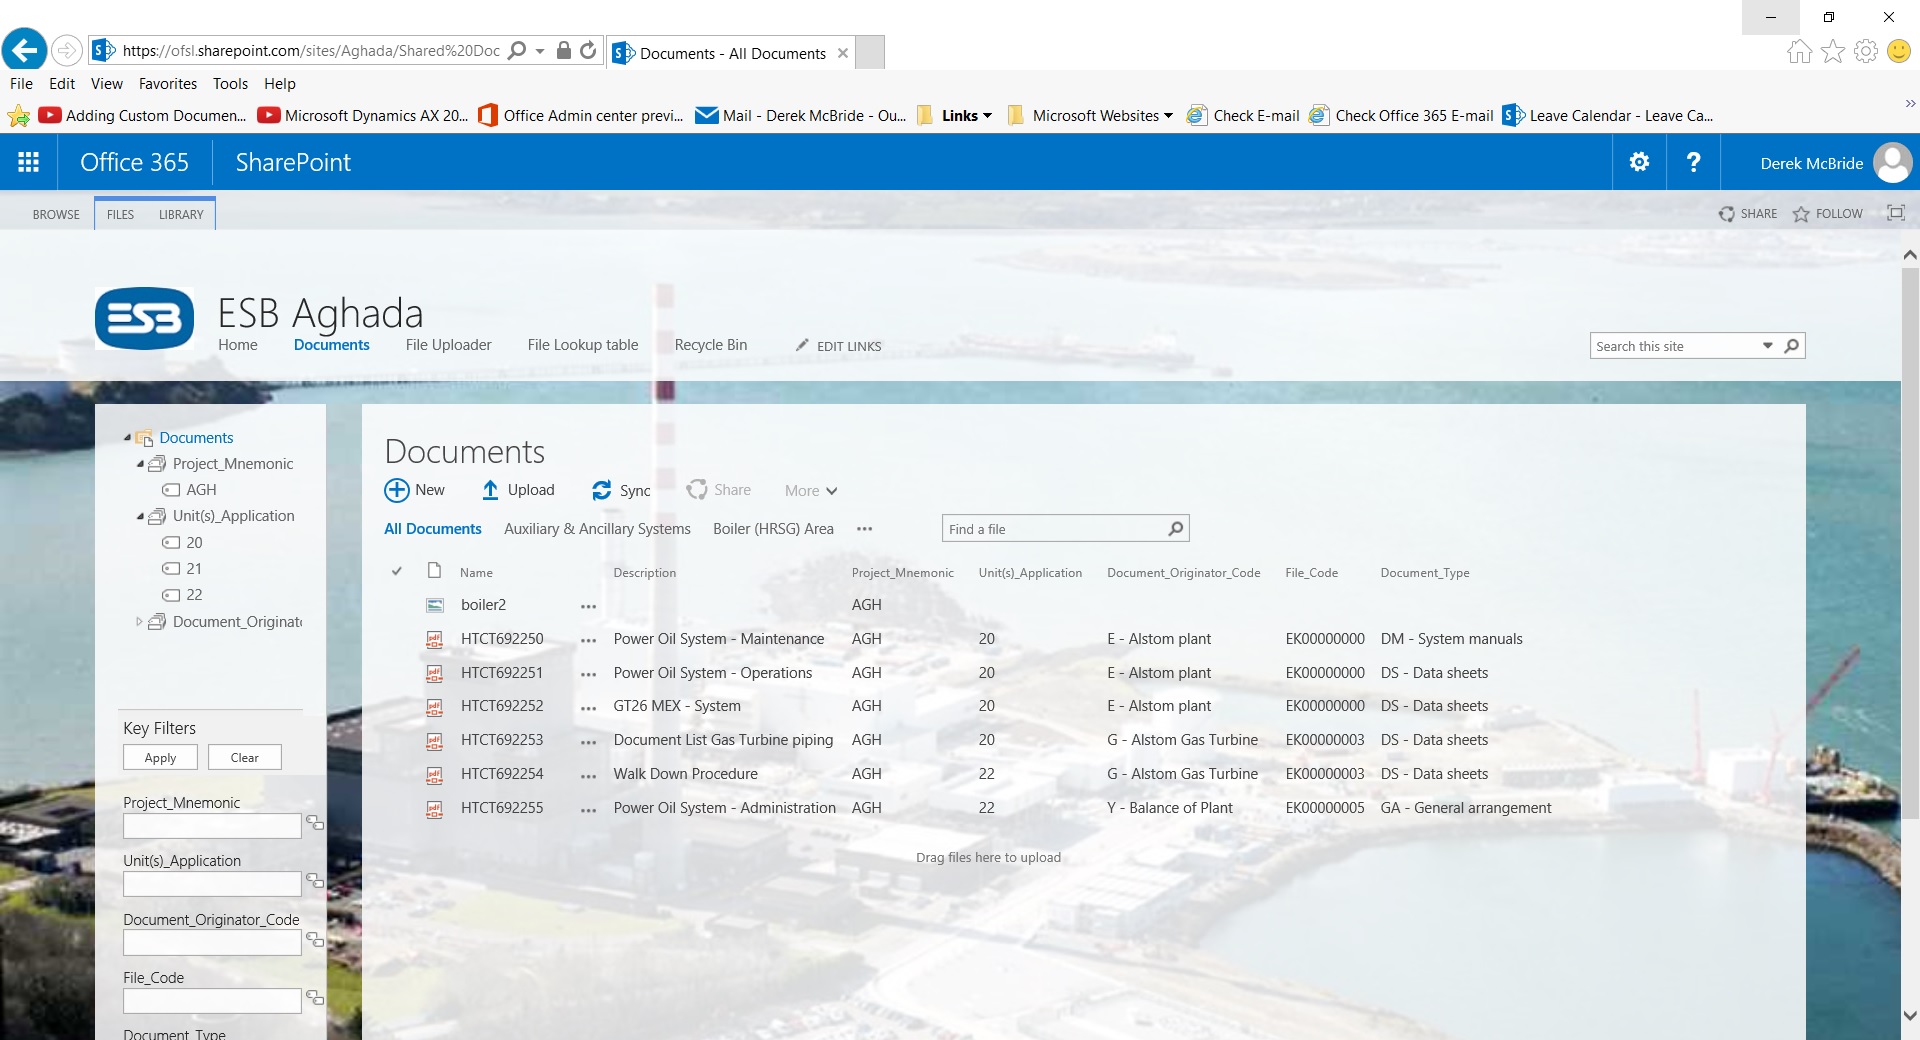 https://ofsl.sharepoint.com/sites/Aghada/Shared%20Doc
Documents - All Documents
File Edit View Favorites Tools Help
Adding Custom Documen... Microsoft Dynamics AX 20... Office Admin center previ... Mail - Derek McBride - Ou... Links Microsoft Websites Check E-mail Check Office 365 E-mail Leave Calendar - Leave Ca...
Office 365 SharePoint ? Derek McBride
BROWSE FILES LIBRARY SHARE FOLLOW
ESB
ESB Aghada
Home Documents File Uploader File Lookup table Recycle Bin EDIT LINKS
Search this site
Documents
Project_Mnemonic
AGH
Unit(s)_Application
20
21
22
Document_Originato
Key Filters
Apply Clear
Project_Mnemonic
Unit(s)_Application
Document_Originator_Code
File_Code
Document_Type
Documents
New Upload Sync Share More
All Documents Auxiliary & Ancillary Systems Boiler (HRSG) Area ... Find a file
Name Description Project_Mnemonic Unit(s)_Application Document_Originator_Code File_Code Document_Type
boiler2 ... AGH
HTCT692250 ... Power Oil System - Maintenance AGH 20 E - Alstom plant EK00000000 DM - System manuals
HTCT692251 ... Power Oil System - Operations AGH 20 E - Alstom plant EK00000000 DS - Data sheets
HTCT692252 ... GT26 MEX - System AGH 20 E - Alstom plant EK00000000 DS - Data sheets
HTCT692253 ... Document List Gas Turbine piping AGH 20 G - Alstom Gas Turbine EK00000003 DS - Data sheets
HTCT692254 ... Walk Down Procedure AGH 22 G - Alstom Gas Turbine EK00000003 DS - Data sheets
HTCT692255 ... Power Oil System - Administration AGH 22 Y - Balance of Plant EK00000005 GA - General arrangement
Drag files here to upload